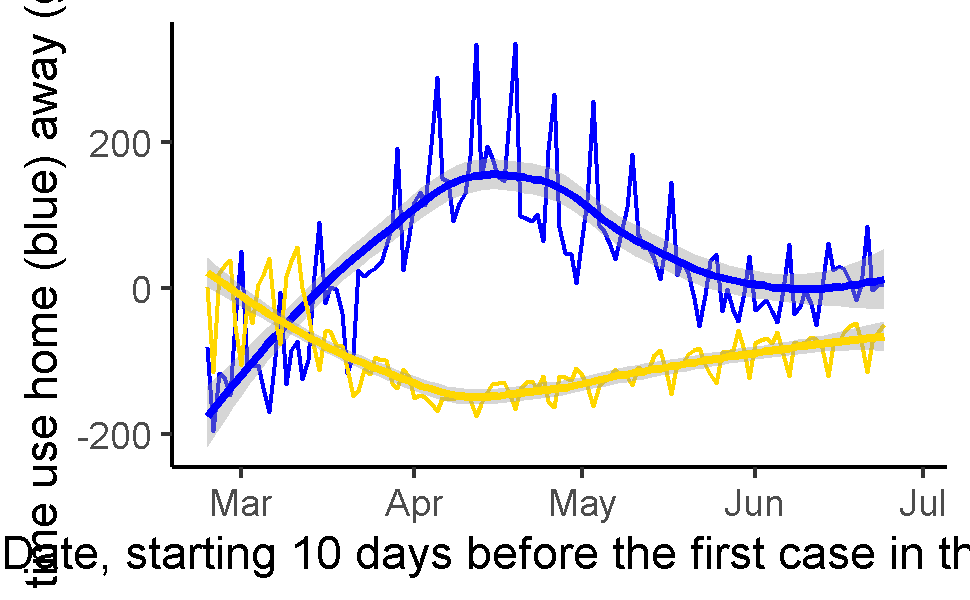 time use home (blue) away (
200
0
-200
Mar Apr May Jun Jul
Date, starting 10 days before the first case in th